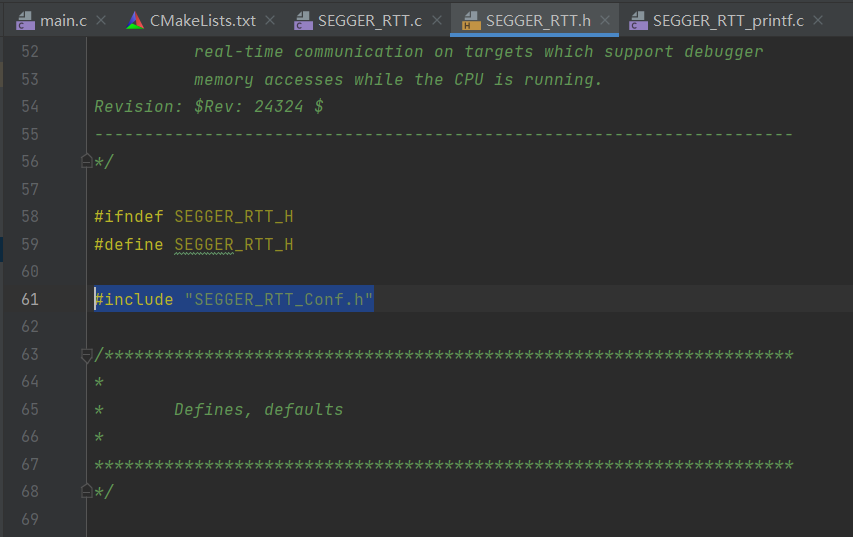 main.c CMakeLists.txt SEGGER_RTT.c SEGGER_RTT.h SEGGER_RTT_printf.c
52 real-time communication on targets which support debugger
53 memory accesses while the CPU is running.
54 Revision: $Rev: 24324 $
55 ----------------------------------------------------------------------
56 */
57
58 #ifndef SEGGER_RTT_H
59 #define SEGGER_RTT_H
60
61 #include "SEGGER_RTT_Conf.h"
62
63 /*********************************************************************
64 *
65 * Defines, defaults
66 *
67 **********************************************************************
68 */
69